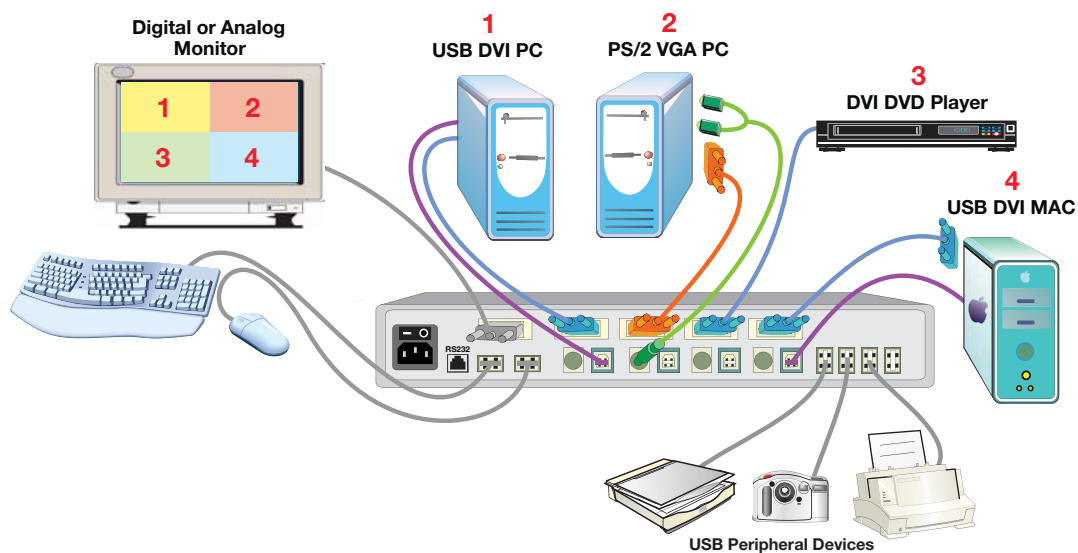 Digital or Analog
Monitor
1
2
3
4
1
USB DVI PC
2
PS/2 VGA PC
3
DVI DVD Player
4
USB DVI MAC
RS232
USB Peripheral Devices